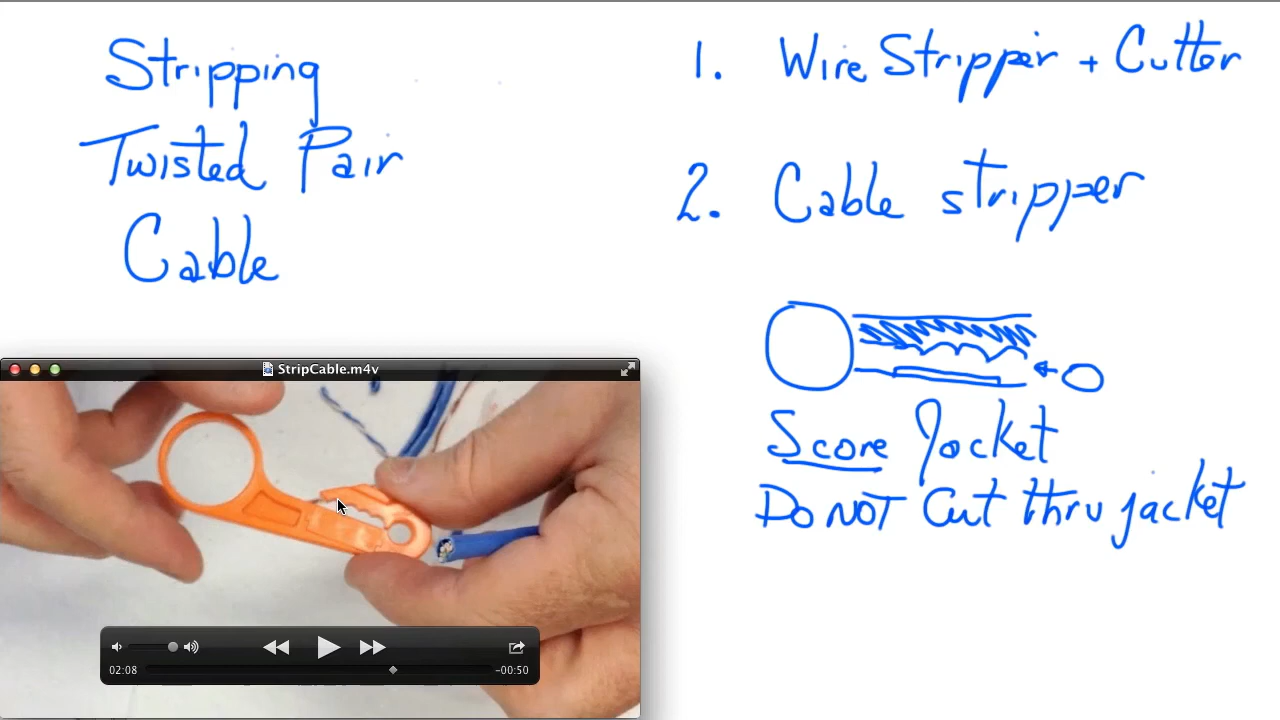 Stripping
Twisted Pair
Cable
1. Wire Stripper + Cutter
2. Cable stripper
Score Jacket
Do NOT Cut thru jacket
StripCable.m4v
02:08
-00:50